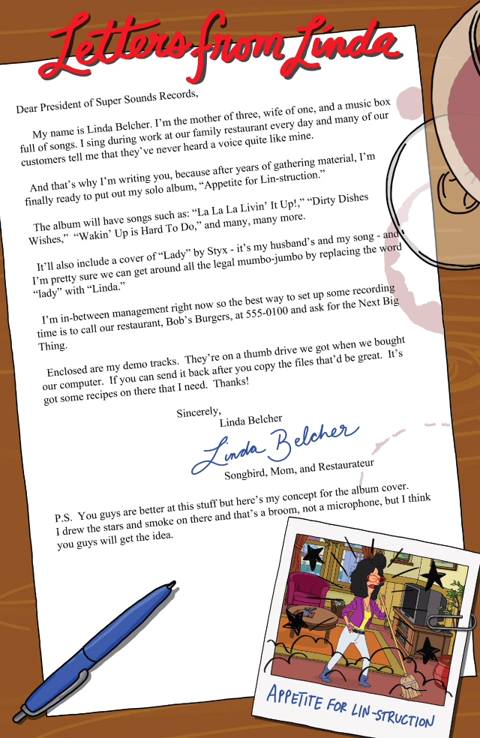 Letters from Linda
Dear President of Super Sounds Records,
My name is Linda Belcher. I'm the mother of three, wife of one, and a music box
full of songs. I sing during work at our family restaurant every day and many of our
customers tell me that they've never heard a voice quite like mine.
And that's why I'm writing you, because after years of gathering material, I'm
finally ready to put out my solo album, "Appetite for Lin-struction."
The album will have songs such as: "La La La Livin' It Up!," "Dirty Dishes
Wishes," "Wakin' Up is Hard To Do," and many, many more.
It'll also include a cover of "Lady" by Styx - it's my husband's and my song - and
I'm pretty sure we can get around all the legal mumbo-jumbo by replacing the word
"lady" with "Linda."
I'm in-between management right now so the best way to set up some recording
time is to call our restaurant, Bob's Burgers, at 555-0100 and ask for the Next Big
Thing.
Enclosed are my demo tracks. They're on a thumb drive we got when we bought
our computer. If you can send it back after you copy the files that'd be great. It's
got some recipes on there that I need. Thanks!
Sincerely,
Linda Belcher
Linda Belcher
Songbird, Mom, and Restaurateur
P.S. You guys are better at this stuff but here's my concept for the album cover.
I drew the stars and smoke on there and that's a broom, not a microphone, but I think
you guys will get the idea.
APPETITE FOR LIN-STRUCTION